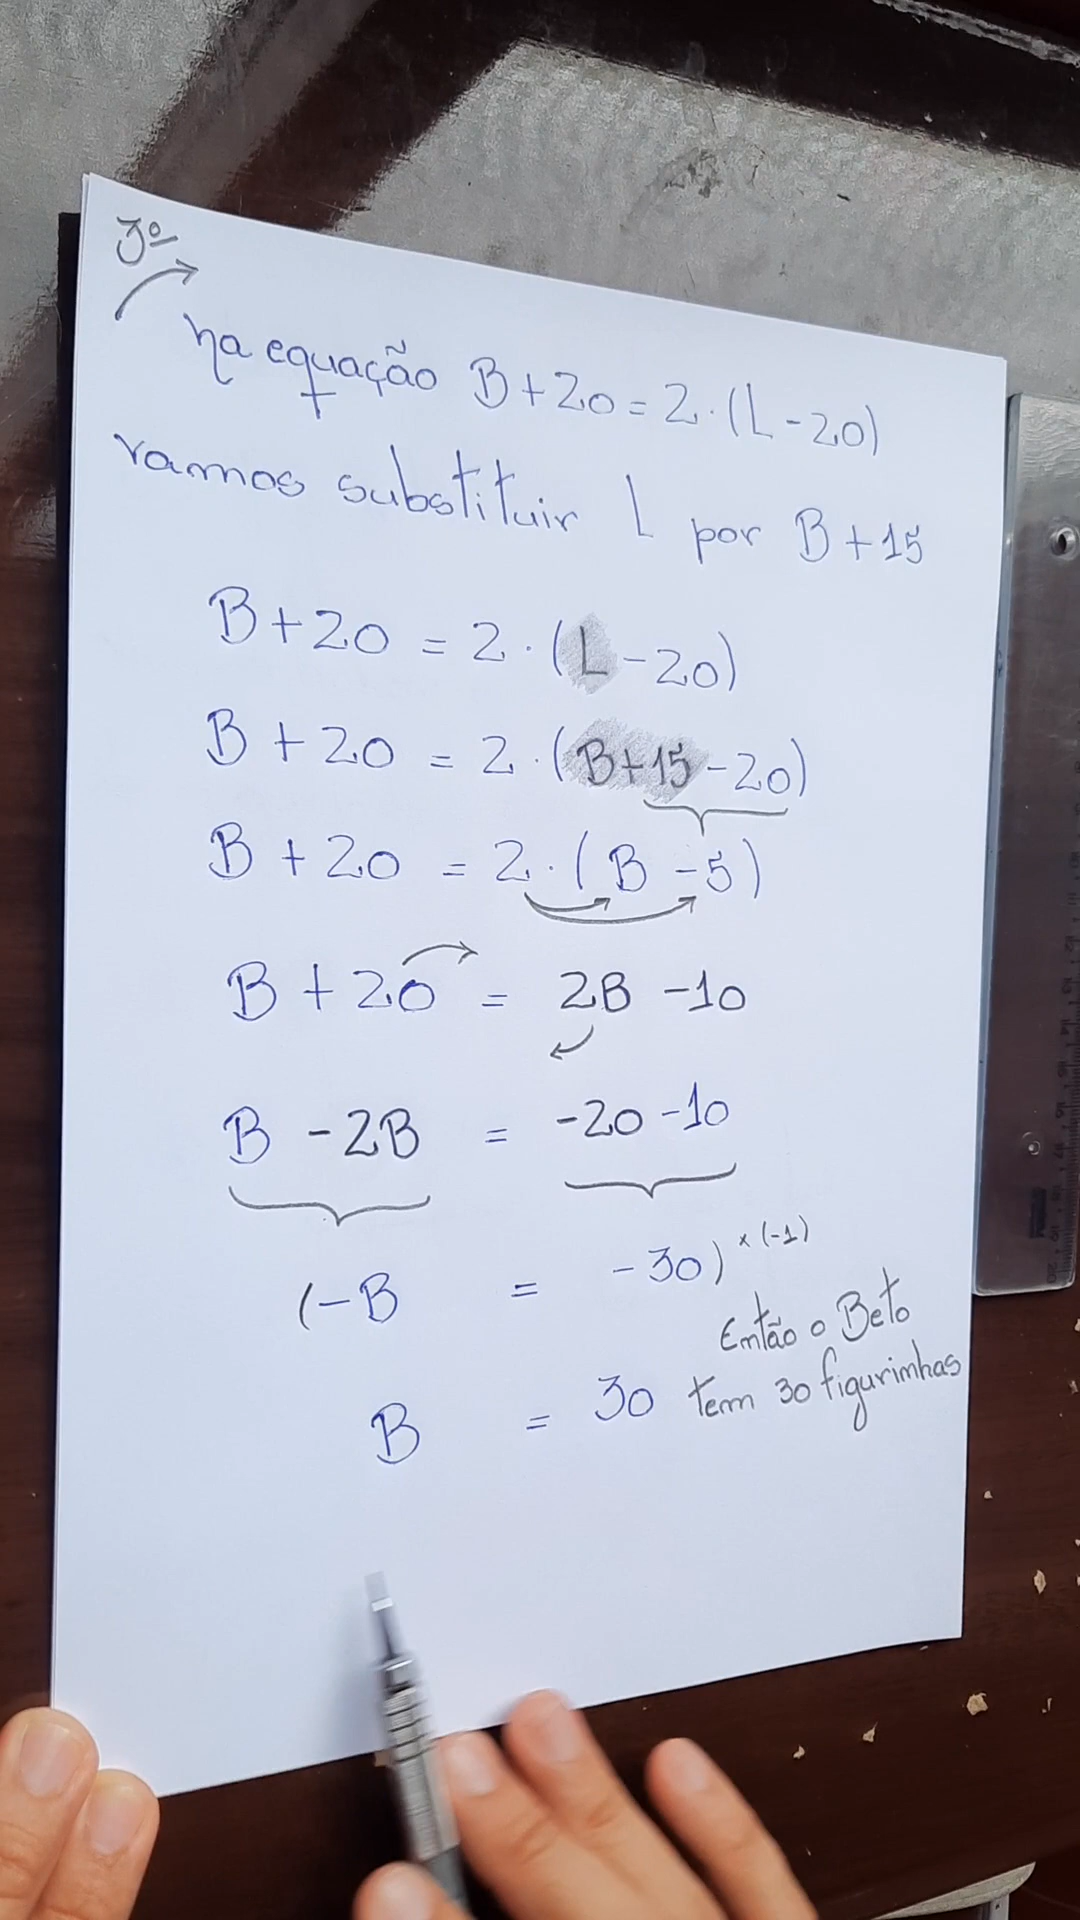 3º
na equação B + 20 = 2 · (L - 20)
vamos substituir L por B + 15
B + 20 = 2 · (L - 20)
B + 20 = 2 · (B + 15 - 20)
B + 20 = 2 · (B - 5)
B + 20 = 2B - 10
B - 2B = -20 - 10
(-B = -30) × (-1)
Então o Beto
B = 30 tem 30 figurinhas